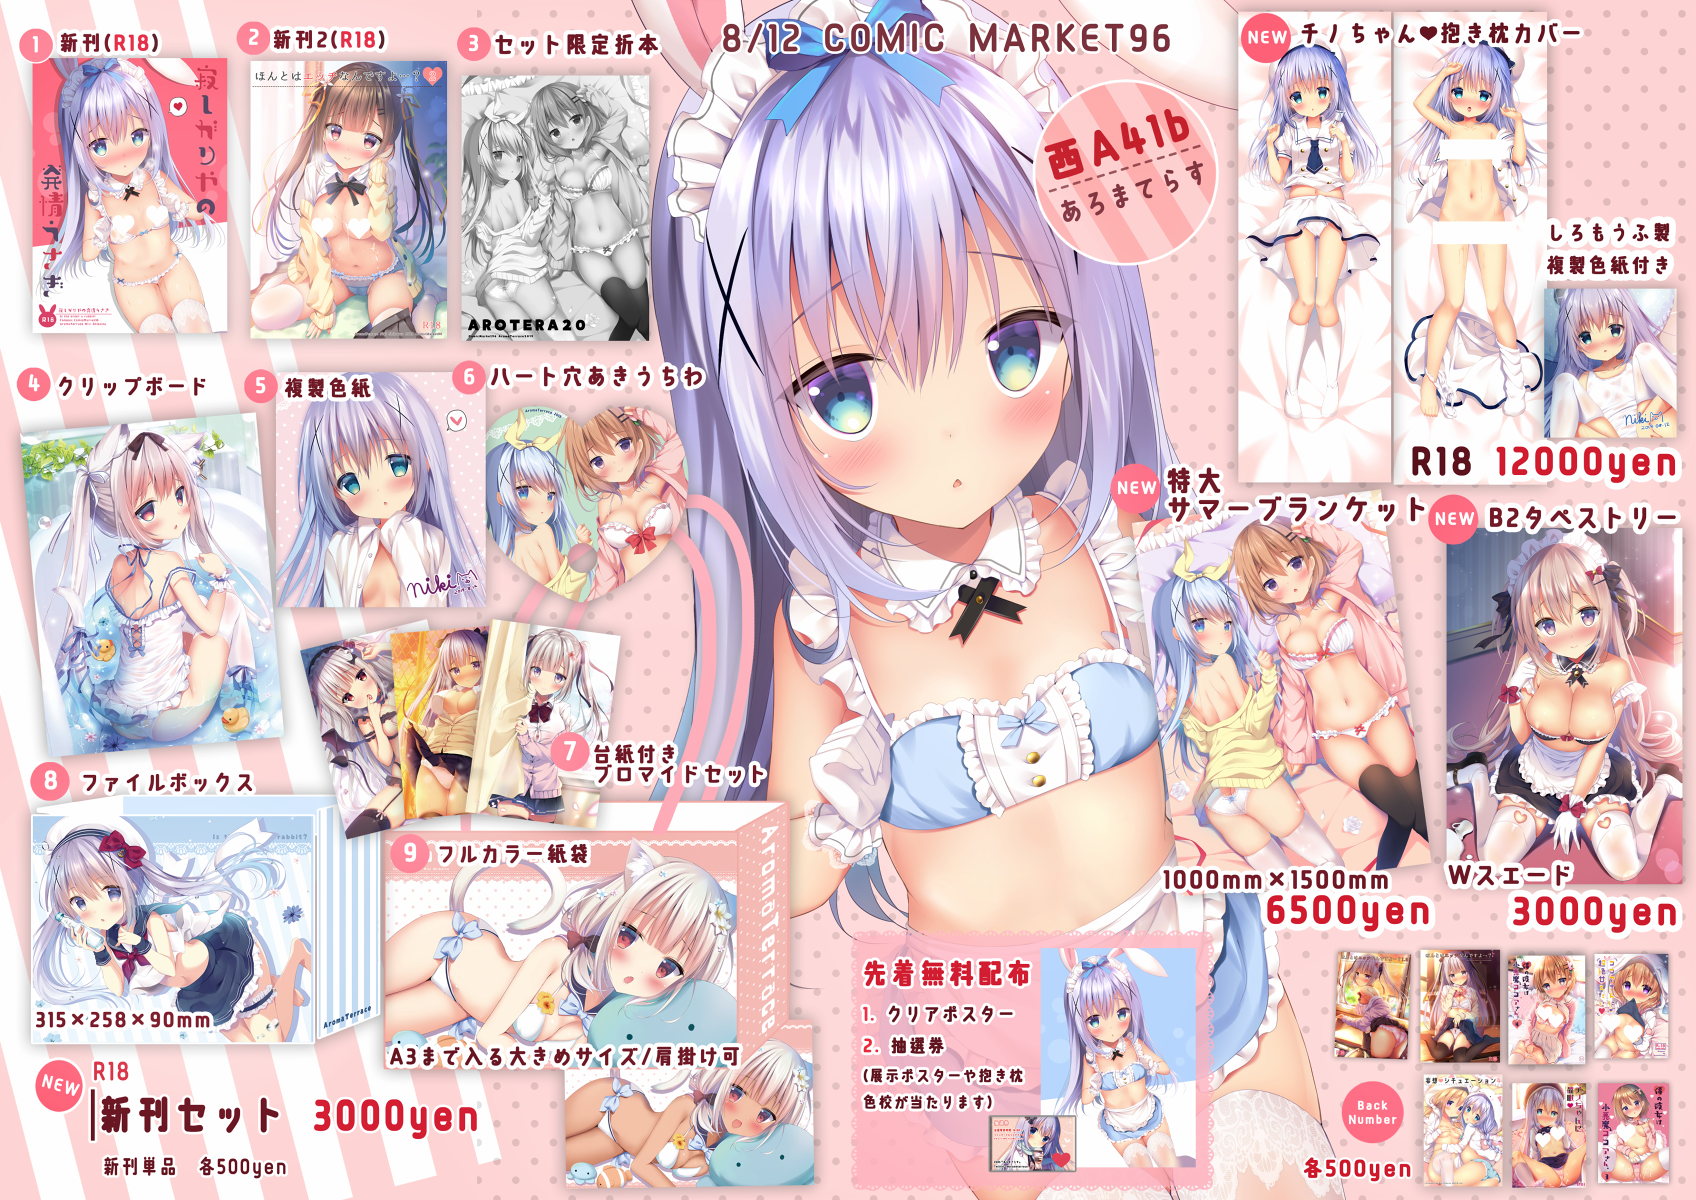 8/12 COMIC MARKET96
西A41b
あろまてらす
1 新刊(R18)
寂しがりやの
発情うさぎ
R18
2 新刊2(R18)
ほんとはエッチなんですよ…? 2
R18
3 セット限定折本
AROTERA20
4 クリップボード
5 複製色紙
niki
6 ハート穴あきうちわ
7 台紙付き
ブロマイドセット
8 ファイルボックス
AromaTerrace
315×258×90mm
9 フルカラー紙袋
AromaTerrace
A3まで入る大きめサイズ/肩掛け可
NEW
R18
新刊セット 3000yen
新刊単品 各500yen
NEW チノちゃん♥抱き枕カバー
しろもうふ製
複製色紙付き
niki
R18 12000yen
NEW 特大
サマーブランケット
1000mm×1500mm
6500yen
NEW B2タペストリー
Wスエード
3000yen
先着無料配布
1. クリアポスター
2. 抽選券
(展示ポスターや抱き枕
色校が当たります)
Back
Number
各500yen